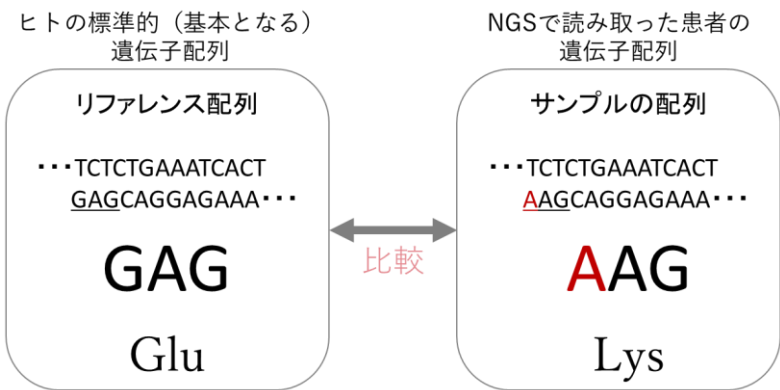 ヒトの標準的（基本となる）
遺伝子配列
リファレンス配列
･･･TCTCTGAAATCACT
GAGCAGGAGAAA･･･
GAG
Glu
比較
NGSで読み取った患者の
遺伝子配列
サンプルの配列
･･･TCTCTGAAATCACT
AAGCAGGAGAAA･･･
AAG
Lys